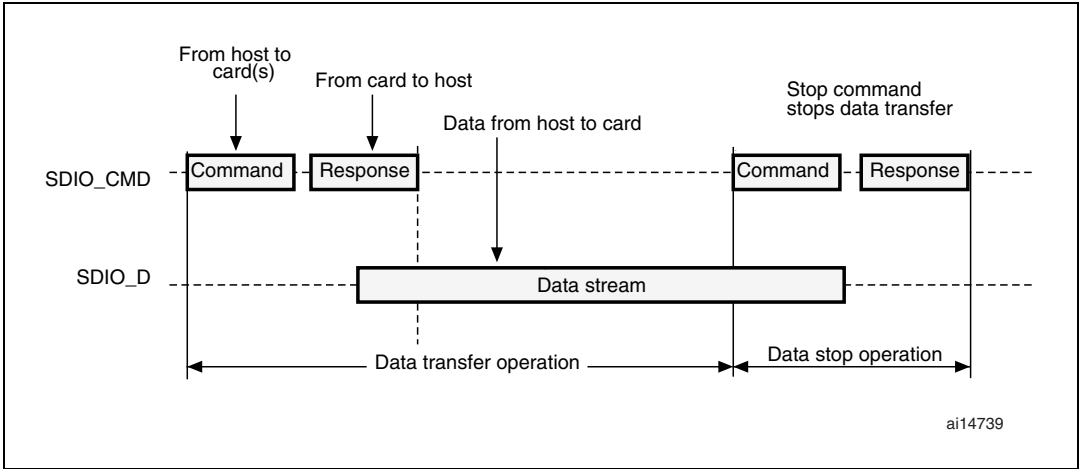 From host to
card(s)
From card to host
Data from host to card
Stop command
stops data transfer
SDIO_CMD
Command
Response
Command
Response
SDIO_D
Data stream
Data transfer operation
Data stop operation
ai14739